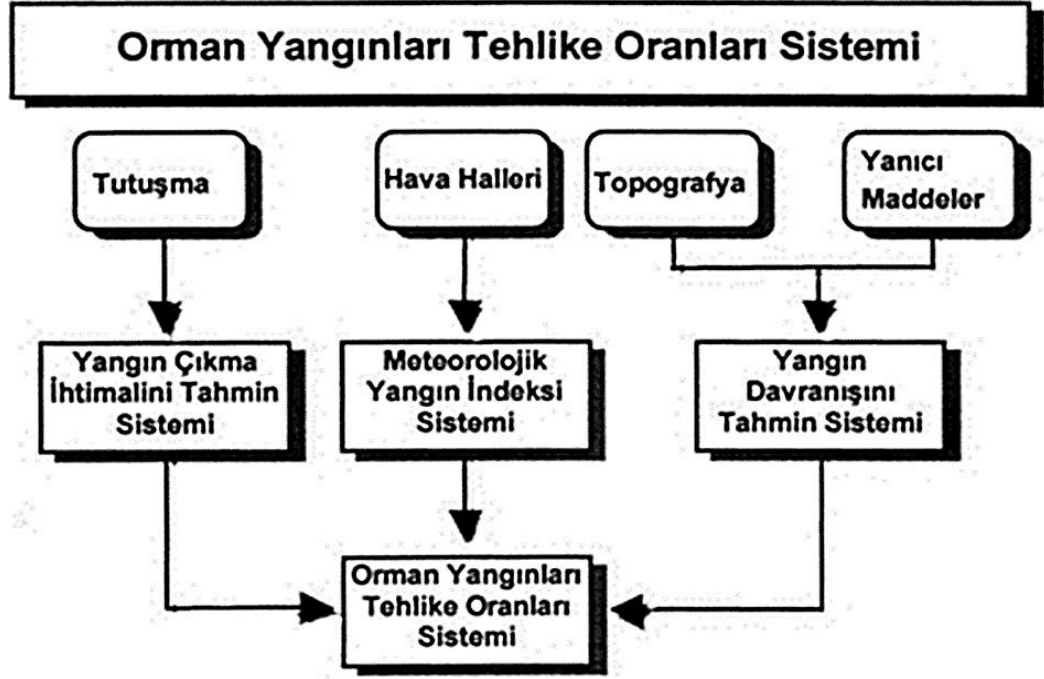 Orman Yangınları Tehlike Oranları Sistemi
Tutuşma
Hava Halleri
Topografya
Yanıcı
Maddeler
Yangın Çıkma
İhtimalini Tahmin
Sistemi
Meteorolojik
Yangın İndeksi
Sistemi
Yangın
Davranışını
Tahmin Sistemi
Orman Yangınları
Tehlike Oranları
Sistemi